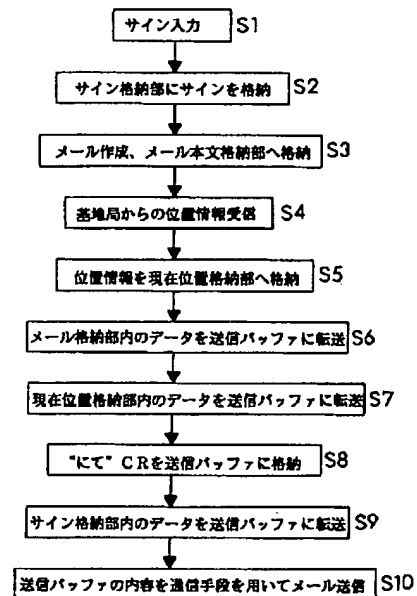 サイン入力 S1
サイン格納部にサインを格納 S2
メール作成、メール本文格納部へ格納 S3
基地局からの位置情報受信 S4
位置情報を現在位置格納部へ格納 S5
メール格納部内のデータを送信バッファに転送 S6
現在位置格納部内のデータを送信バッファに転送 S7
"にて" CRを送信バッファに格納 S8
サイン格納部内のデータを送信バッファに転送 S9
送信バッファの内容を通信手段を用いてメール送信 S10